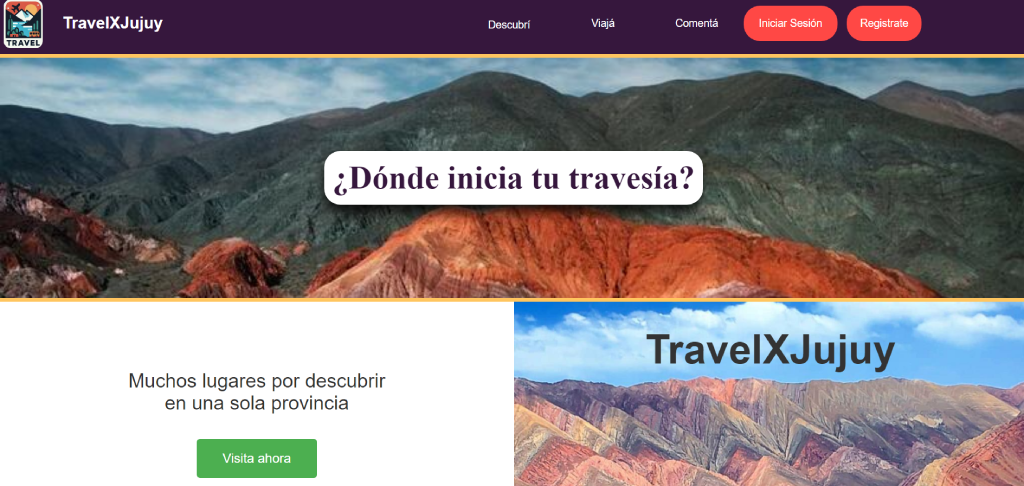 TRAVEL
TravelXJujuy
Descubrí
Viajá
Comentá
Iniciar Sesión
Registrate
¿Dónde inicia tu travesía?
Muchos lugares por descubrir
en una sola provincia
Visita ahora
TravelXJujuy